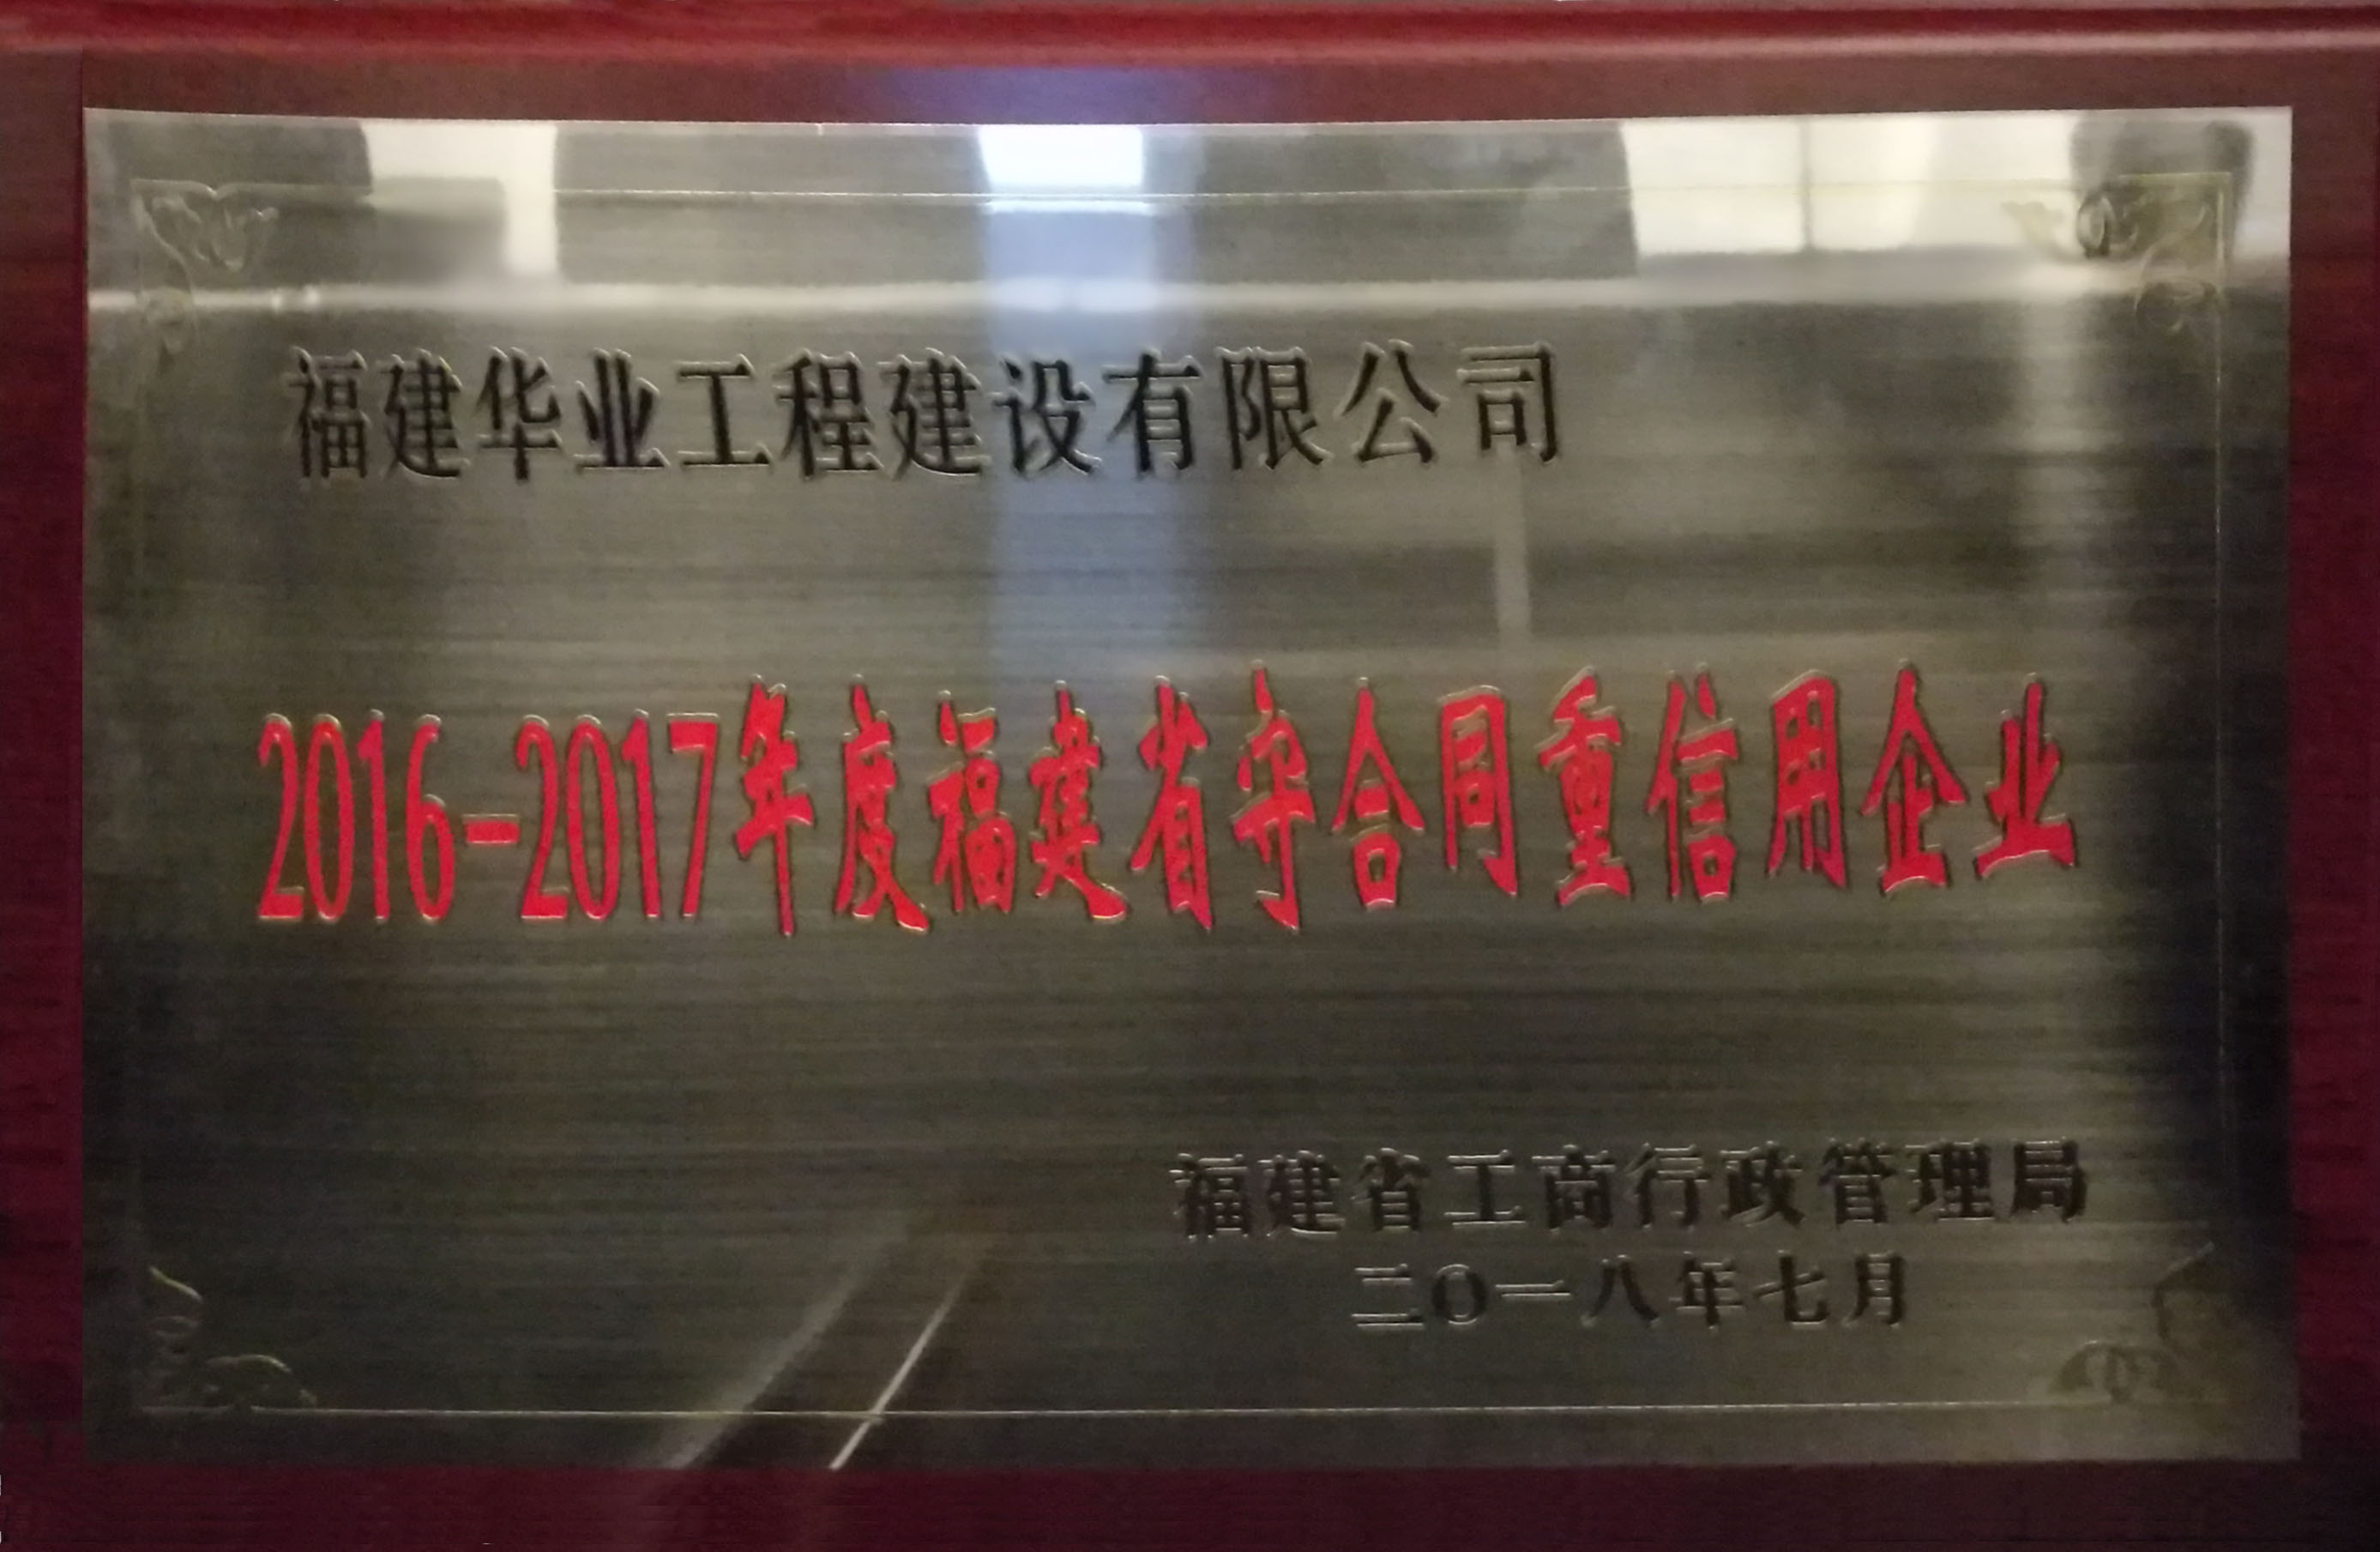 福建华业工程建设有限公司
2016-2017年度福建省守合同重信用企业
福建省工商行政管理局
二〇一八年七月